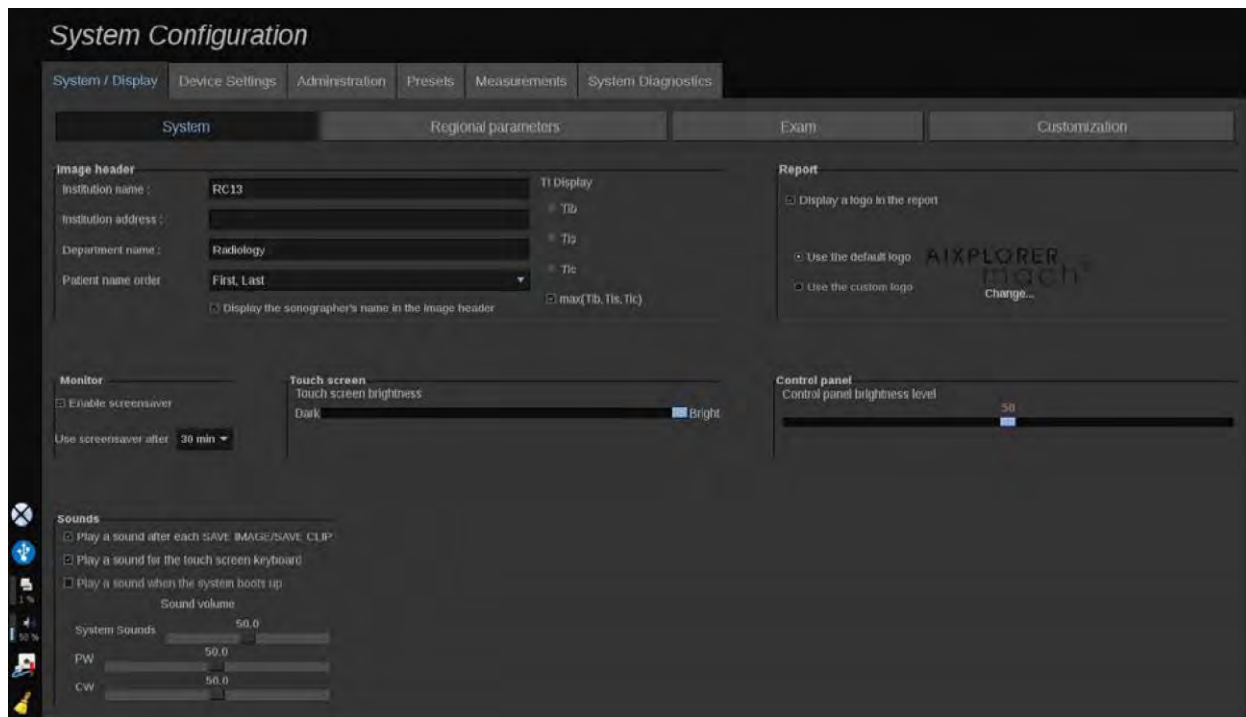 System Configuration
System / Display Device Settings Administration Presets Measurements System Diagnostics
System Regional parameters Exam Customization
Image header
Institution name : RC13
Institution address :
Department name : Radiology
Patient name order First, Last
Display the sonographer's name in the image header
TI Display
TIb
TIs
TIc
max(TIb, TIs, TIc)
Report
Display a logo in the report
Use the default logo
AIXPLORER
mach
Use the custom logo
Change...
Monitor
Enable screensaver
Use screensaver after 30 min
Touch screen
Touch screen brightness
Dark Bright
Control panel
Control panel brightness level
50
Sounds
Play a sound after each SAVE IMAGE/SAVE CLIP
Play a sound for the touch screen keyboard
Play a sound when the system boots up
Sound volume
System Sounds 50.0
PW 50.0
CW 50.0
1 %
50 %